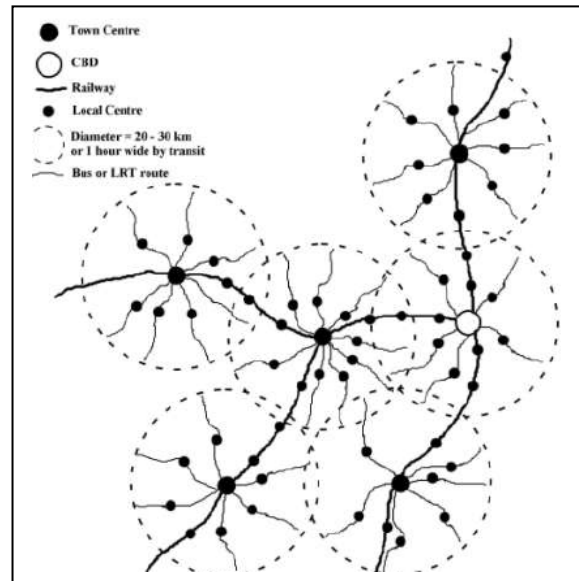 Town Centre
CBD
Railway
Local Centre
Diameter = 20 - 30 km
or 1 hour wide by transit
Bus or LRT route